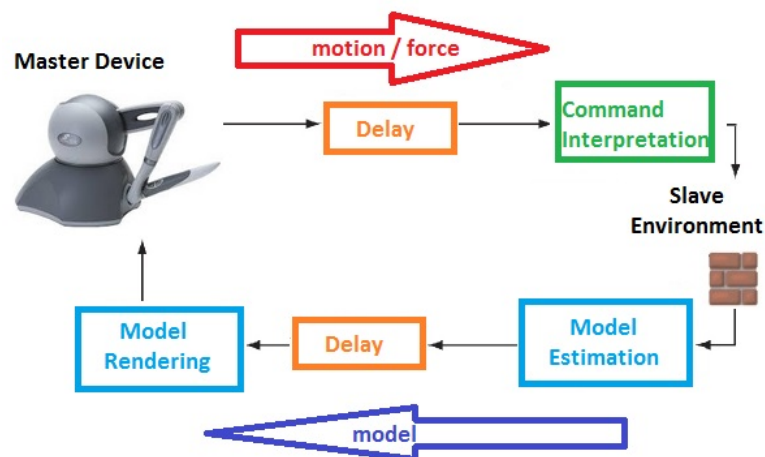 motion / force
Master Device
Delay
Command
Interpretation
Slave
Environment
Model
Rendering
Delay
Model
Estimation
model